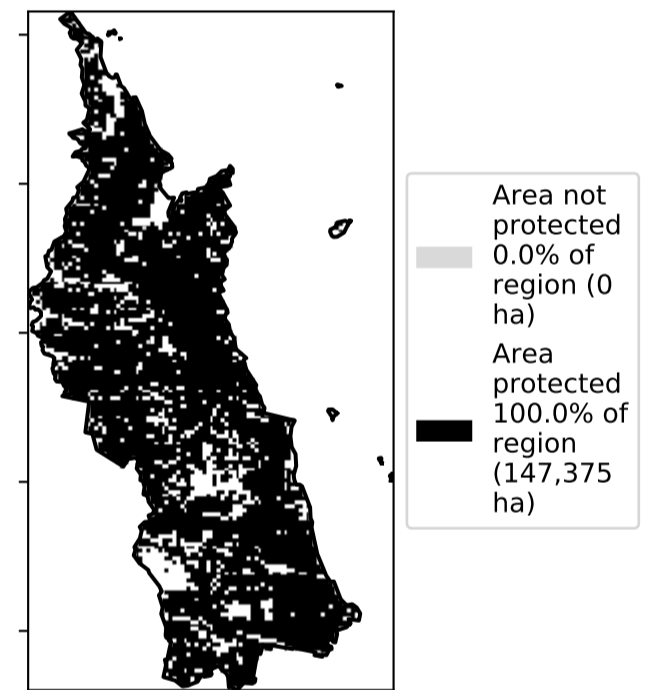 Area not
protected
0.0% of
region (0
ha)
Area
protected
100.0% of
region
(147,375
ha)